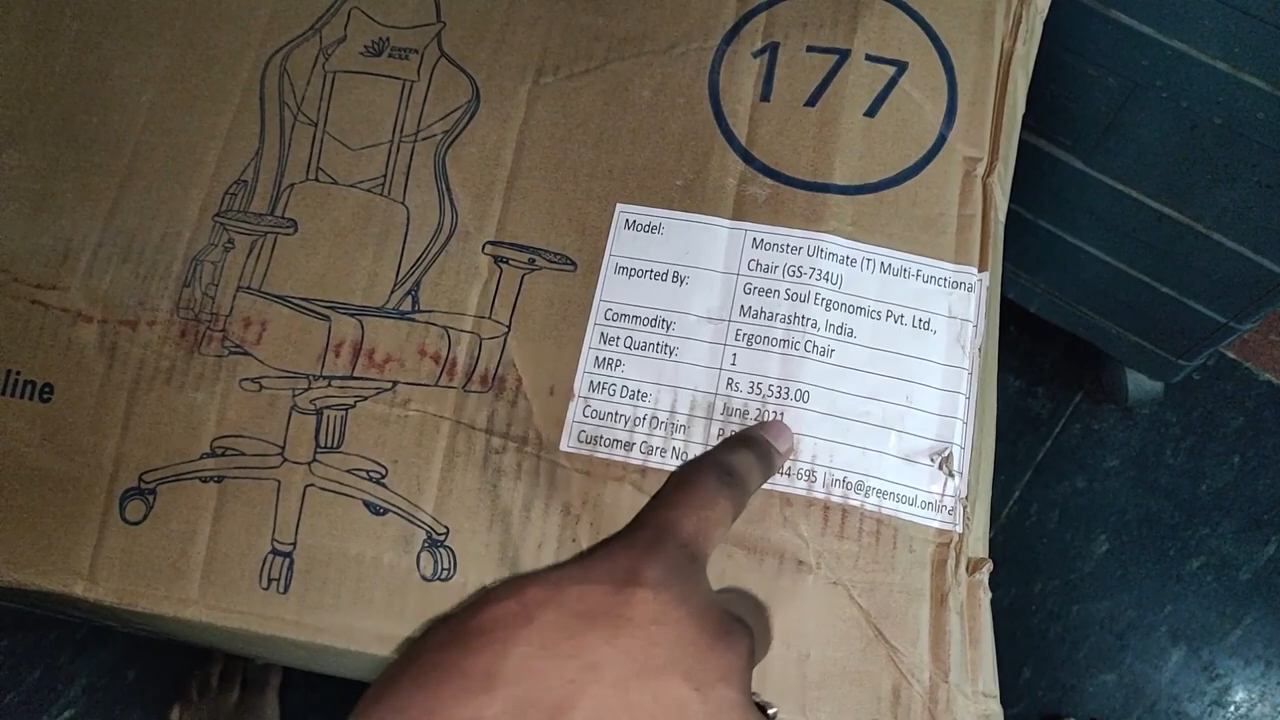 GREEN
SOUL
177
line
Model:
Monster Ultimate (T) Multi-Functional
Chair (GS-734U)
Imported By:
Green Soul Ergonomics Pvt. Ltd.,
Maharashtra, India.
Commodity:
Ergonomic Chair
Net Quantity:
1
MRP:
Rs. 35,533.00
MFG Date:
June.2021
Country of Origin:
Customer Care No
44-695 | info@greensoul.online